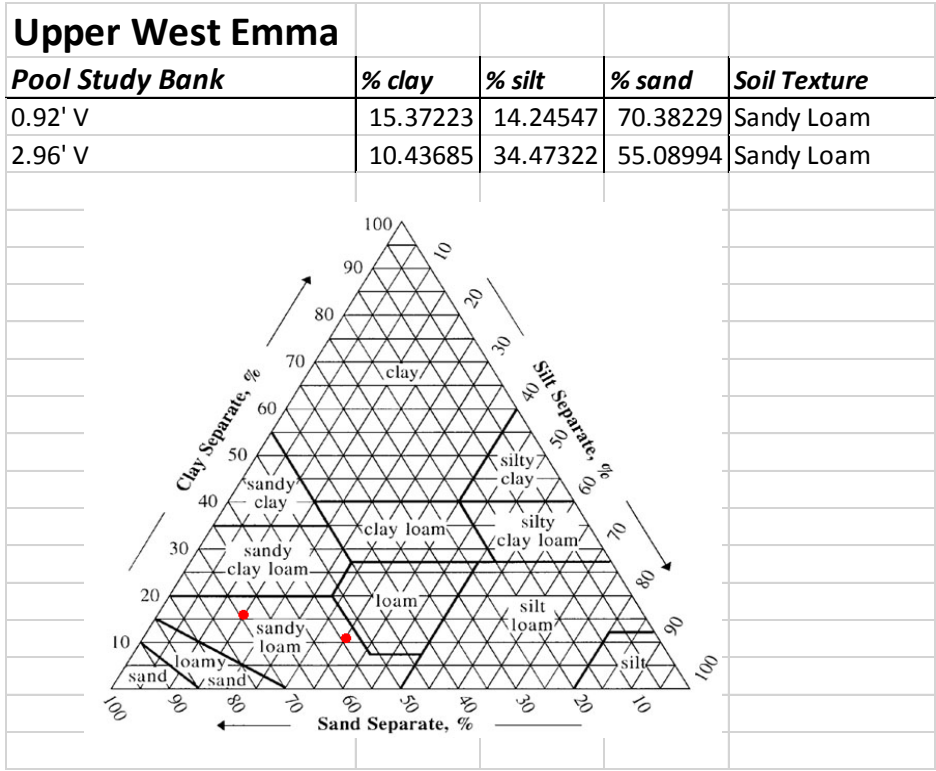 Upper West Emma
Pool Study Bank % clay % silt % sand Soil Texture
0.92' V 15.37223 14.24547 70.38229 Sandy Loam
2.96' V 10.43685 34.47322 55.08994 Sandy Loam
100
10
90
20
80
30
70
clay
40
60
50
50
silty
clay
60
sandy
clay
40
clay loam
silty
clay loam
70
30
sandy
clay loam
80
20
loam
silt
loam
90
sandy
loam
10
loamy
sand
sand
silt
100
Clay Separate, %
Silt Separate, %
100 90 80 70 60 50 40 30 20 10
Sand Separate, %